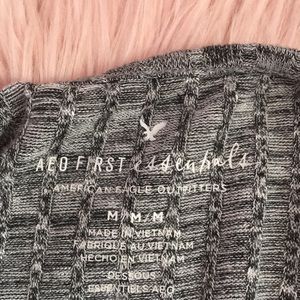 AEO FIRST essentials
AMERICAN EAGLE OUTFITTERS
M M/M
MADE IN VIETNAM
FABRIQUÉ AU VIETNAM
HECHO EN VIETNAM
DESSOUS
ESSENTIELS AEO